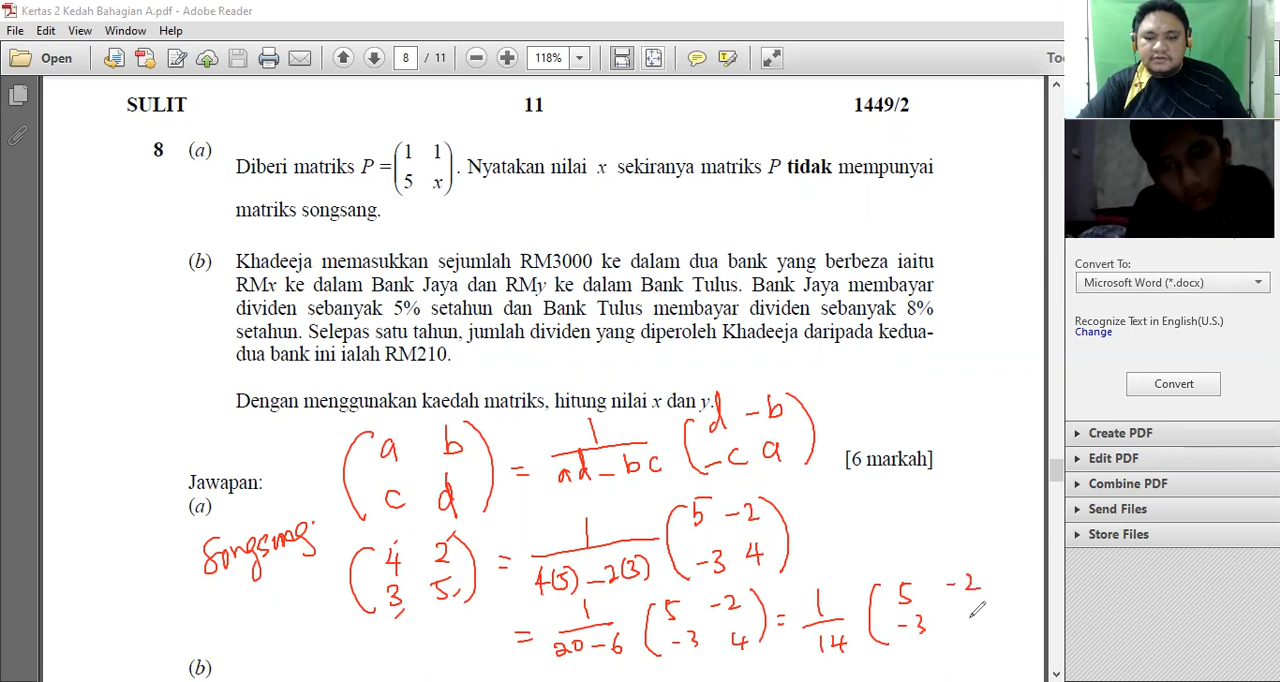 Kertas 2 Kedah Bahagian A.pdf - Adobe Reader
File Edit View Window Help
Open 8 / 11 118% To
SULIT 11 1449/2
8 (a) Diberi matriks P = (1 1 5 x). Nyatakan nilai x sekiranya matriks P tidak mempunyai
matriks songsang.
(b) Khadeeja memasukkan sejumlah RM3000 ke dalam dua bank yang berbeza iaitu
RMx ke dalam Bank Jaya dan RMy ke dalam Bank Tulus. Bank Jaya membayar
dividen sebanyak 5% setahun dan Bank Tulus membayar dividen sebanyak 8%
setahun. Selepas satu tahun, jumlah dividen yang diperoleh Khadeeja daripada kedua-
dua bank ini ialah RM210.
Dengan menggunakan kaedah matriks, hitung nilai x dan y.
[6 markah]
Jawapan:
(a)
(a b c d) = 1/(ad - bc) (d -b -c a)
Songsang:
(4 2 3 5) = 1/(4(5) - 2(3)) (5 -2 -3 4)
= 1/(20 - 6) (5 -2 -3 4) = 1/14 (5 -2 -3
(b)
Convert To:
Microsoft Word (*.docx)
Recognize Text in English(U.S.)
Change
Convert
Create PDF
Edit PDF
Combine PDF
Send Files
Store Files